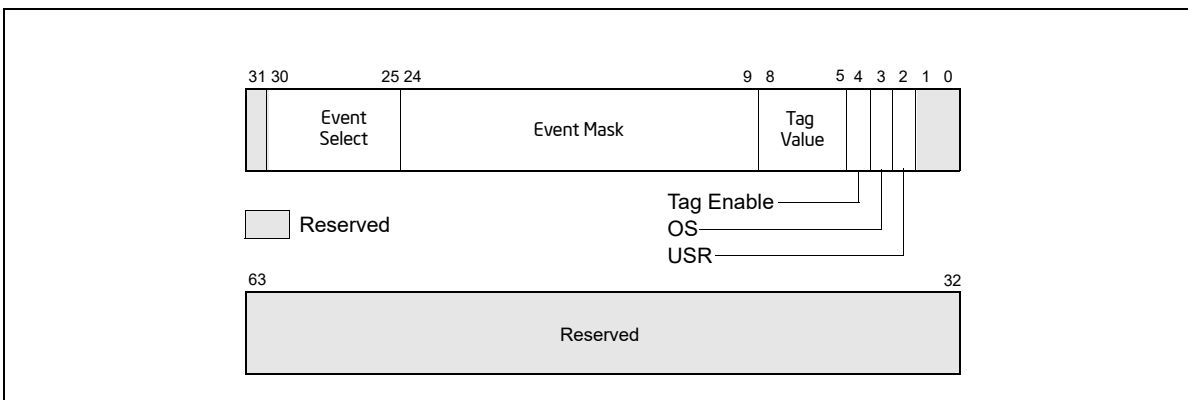 31 30 25 24 9 8 5 4 3 2 1 0
Event
Select
Event Mask
Tag
Value
Tag Enable
OS
USR
Reserved
63 32
Reserved